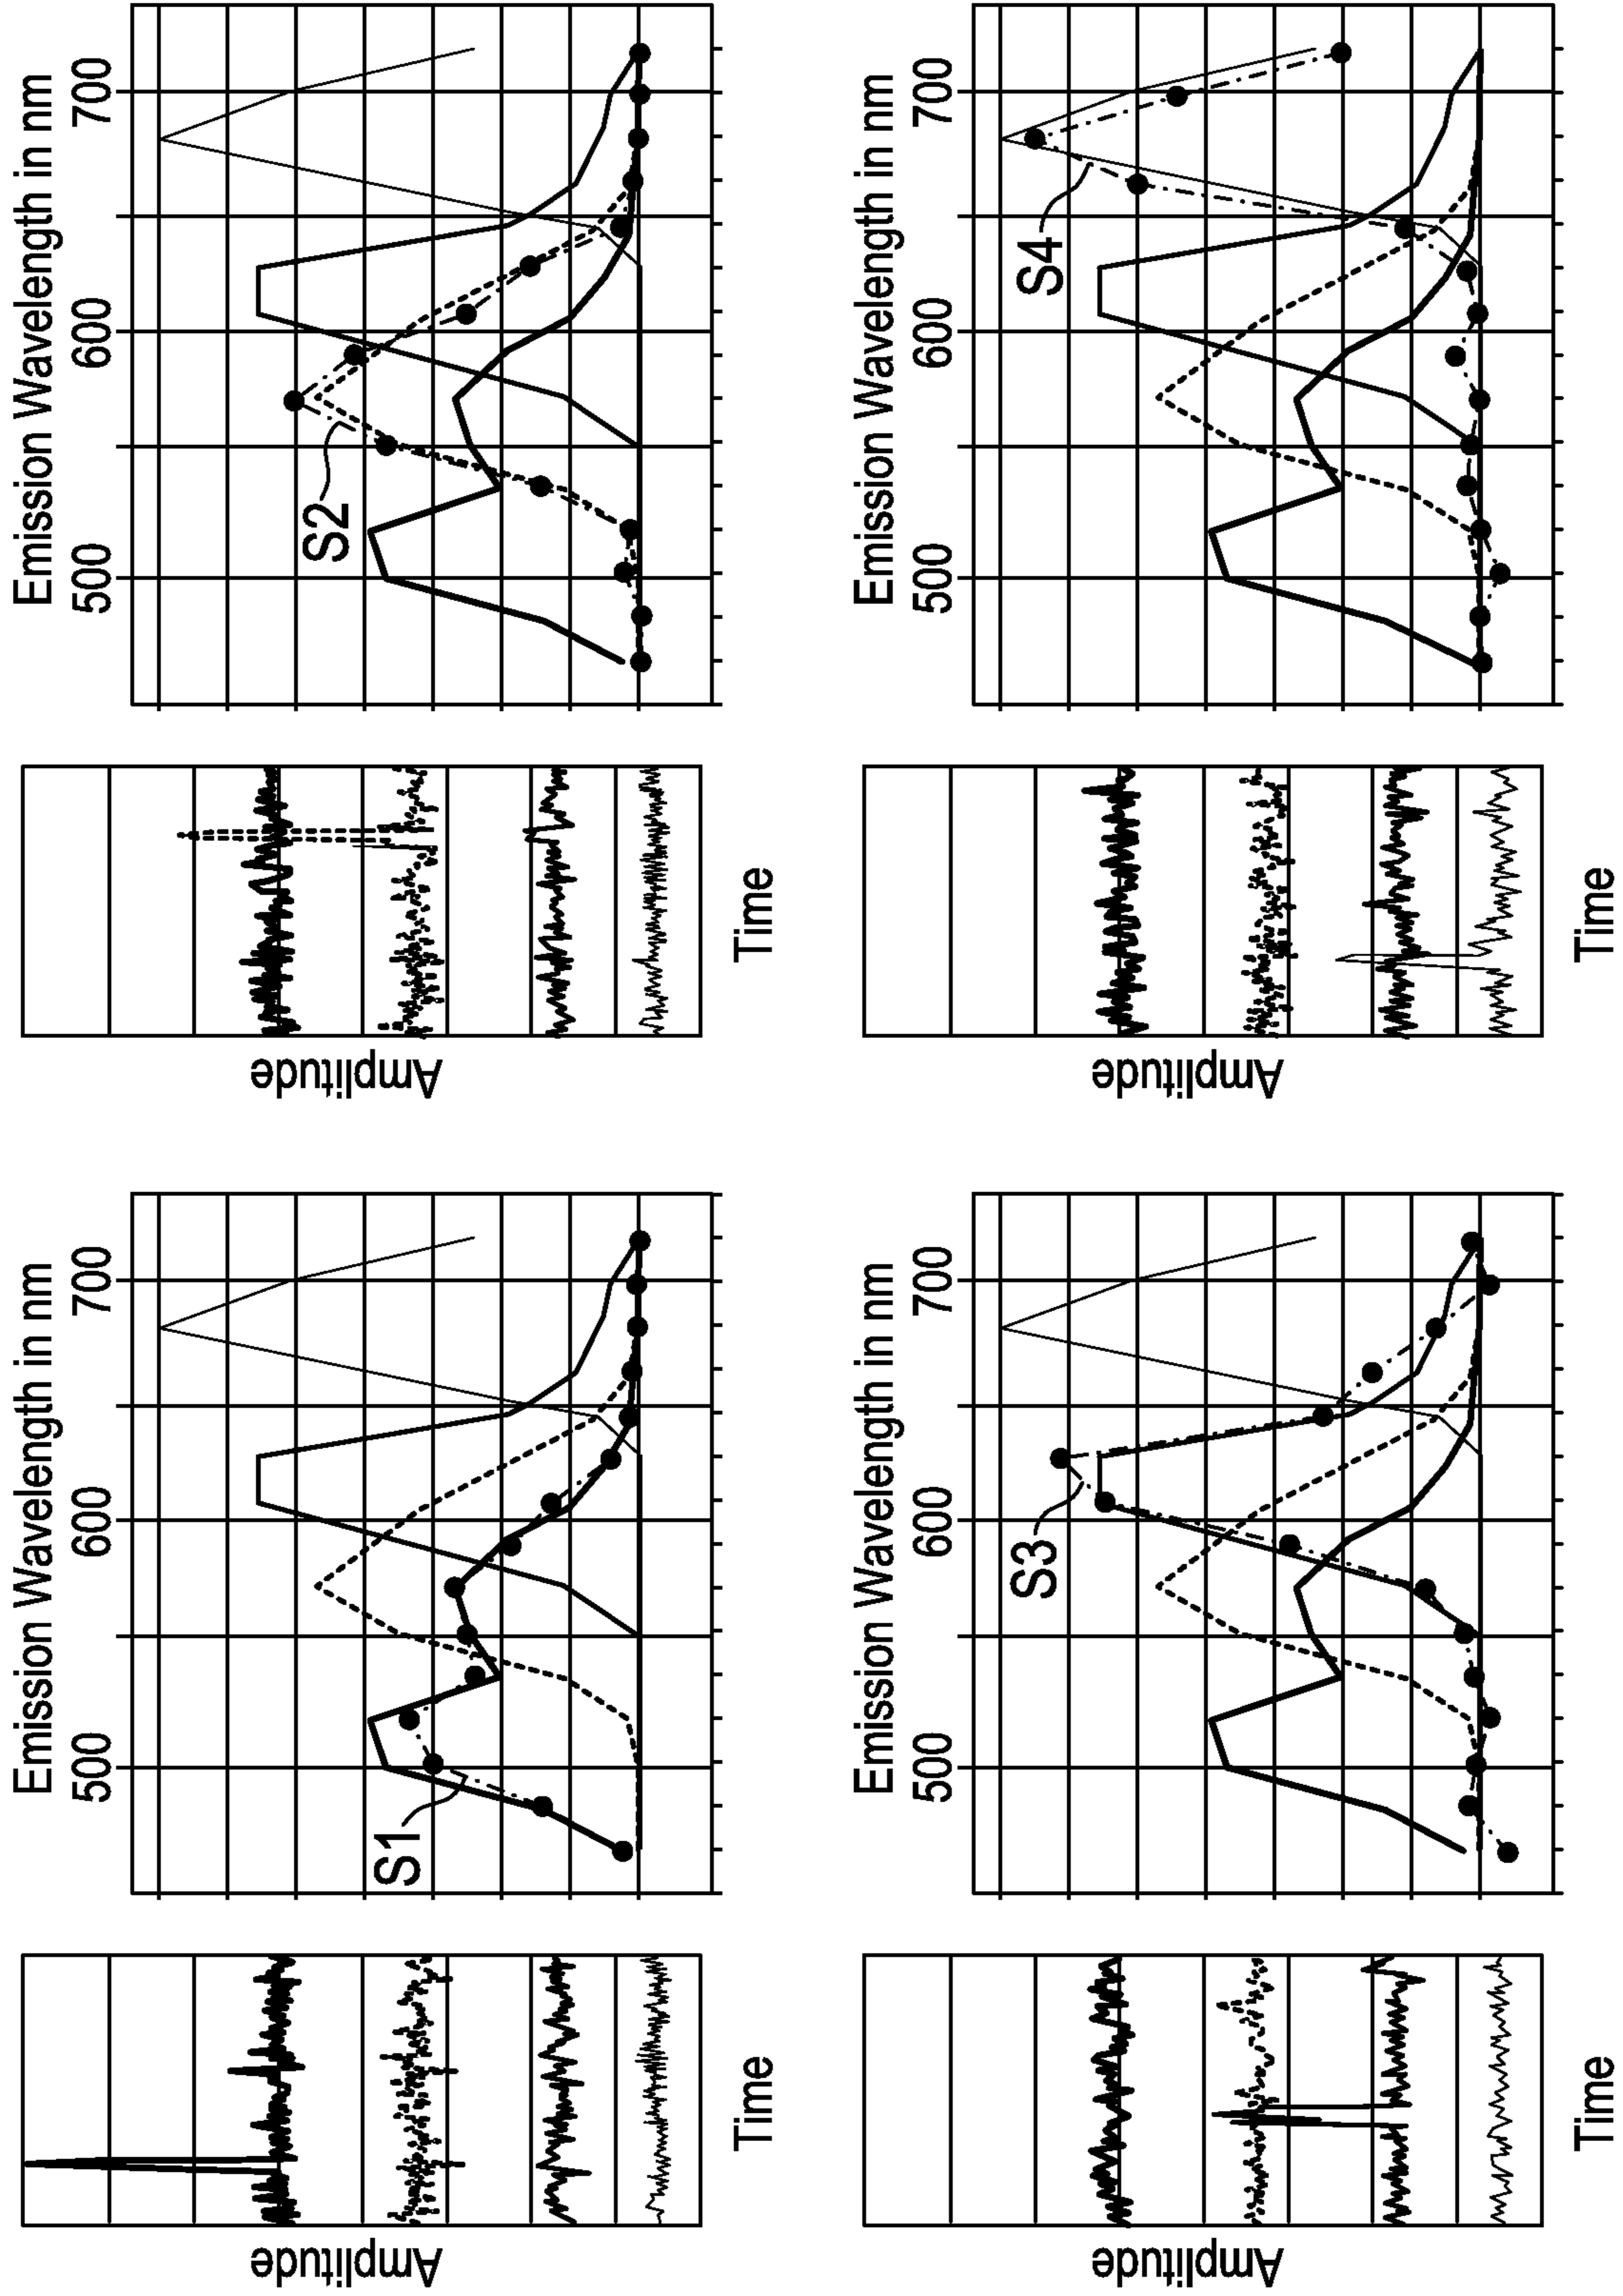 Emission Wavelength in nm
500 600 700
S1
Amplitude
Time
Emission Wavelength in nm
500 600 700
S2
Amplitude
Time
Emission Wavelength in nm
500 600 700
S3
Amplitude
Time
Emission Wavelength in nm
500 600 700
S4
Amplitude
Time